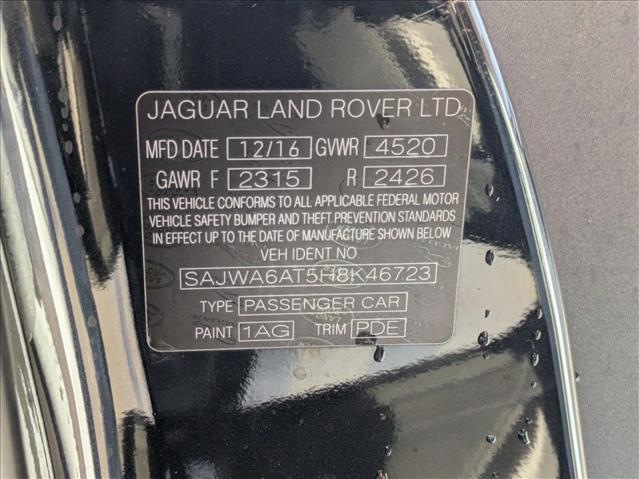 JAGUAR LAND ROVER LTD
MFD DATE 12/16 GVWR 4520
GAWR F 2315 R 2426
THIS VEHICLE CONFORMS TO ALL APPLICABLE FEDERAL MOTOR
VEHICLE SAFETY BUMPER AND THEFT PREVENTION STANDARDS
IN EFFECT UP TO THE DATE OF MANUFACTURE SHOWN BELOW
VEH IDENT NO
SAJWA6AT5H8K46723
TYPE PASSENGER CAR
PAINT 1AG TRIM PDE